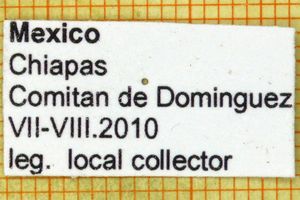 Mexico
Chiapas
Comitan de Dominguez
VII-VIII.2010
leg. local collector